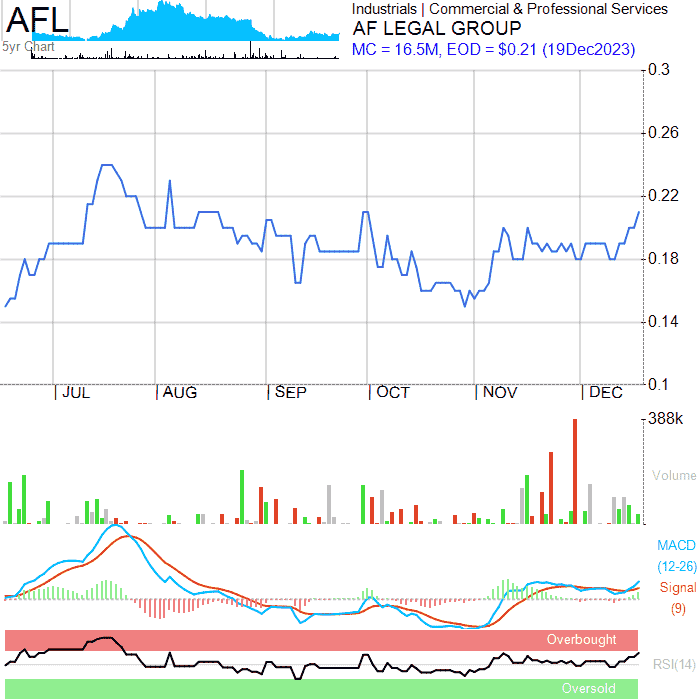 AFL
5yr Chart
Industrials | Commercial & Professional Services
AF LEGAL GROUP
MC = 16.5M, EOD = $0.21 (19Dec2023)
0.3
0.26
0.22
0.18
0.14
0.1
JUL AUG SEP OCT NOV DEC
388k
Volume
MACD
(12-26)
Signal
(9)
Overbought
RSI(14)
Oversold